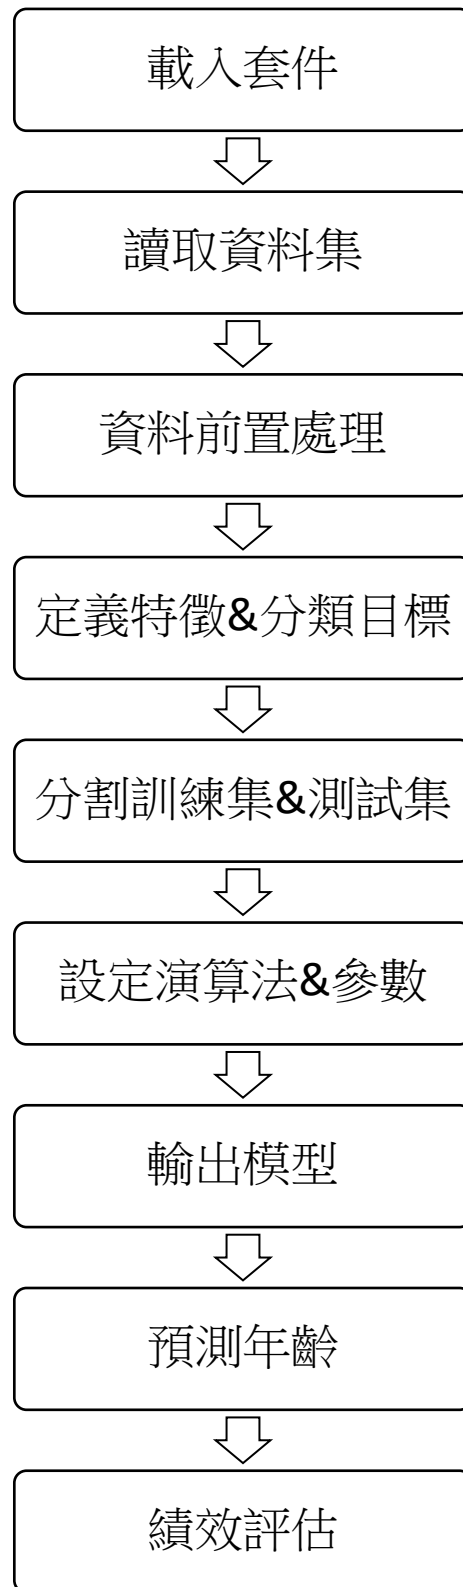 載入套件
讀取資料集
資料前置處理
定義特徵&分類目標
分割訓練集&測試集
設定演算法&參數
輸出模型
預測年齡
績效評估